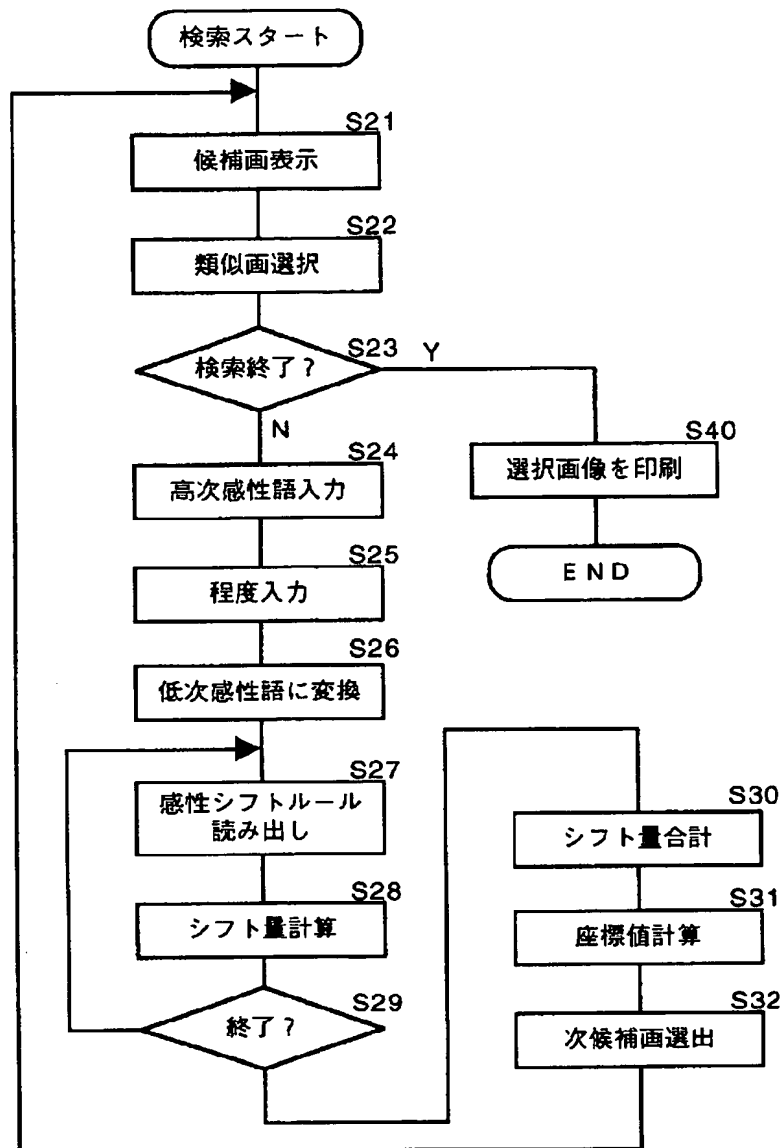 検索スタート
S21
候補画表示
S22
類似画選択
S23
検索終了?
Y
N
S24
高次感性語入力
S25
程度入力
S26
低次感性語に変換
S27
感性シフトルール
読み出し
S28
シフト量計算
S29
終了?
S30
シフト量合計
S31
座標値計算
S32
次候補画選出
S40
選択画像を印刷
END